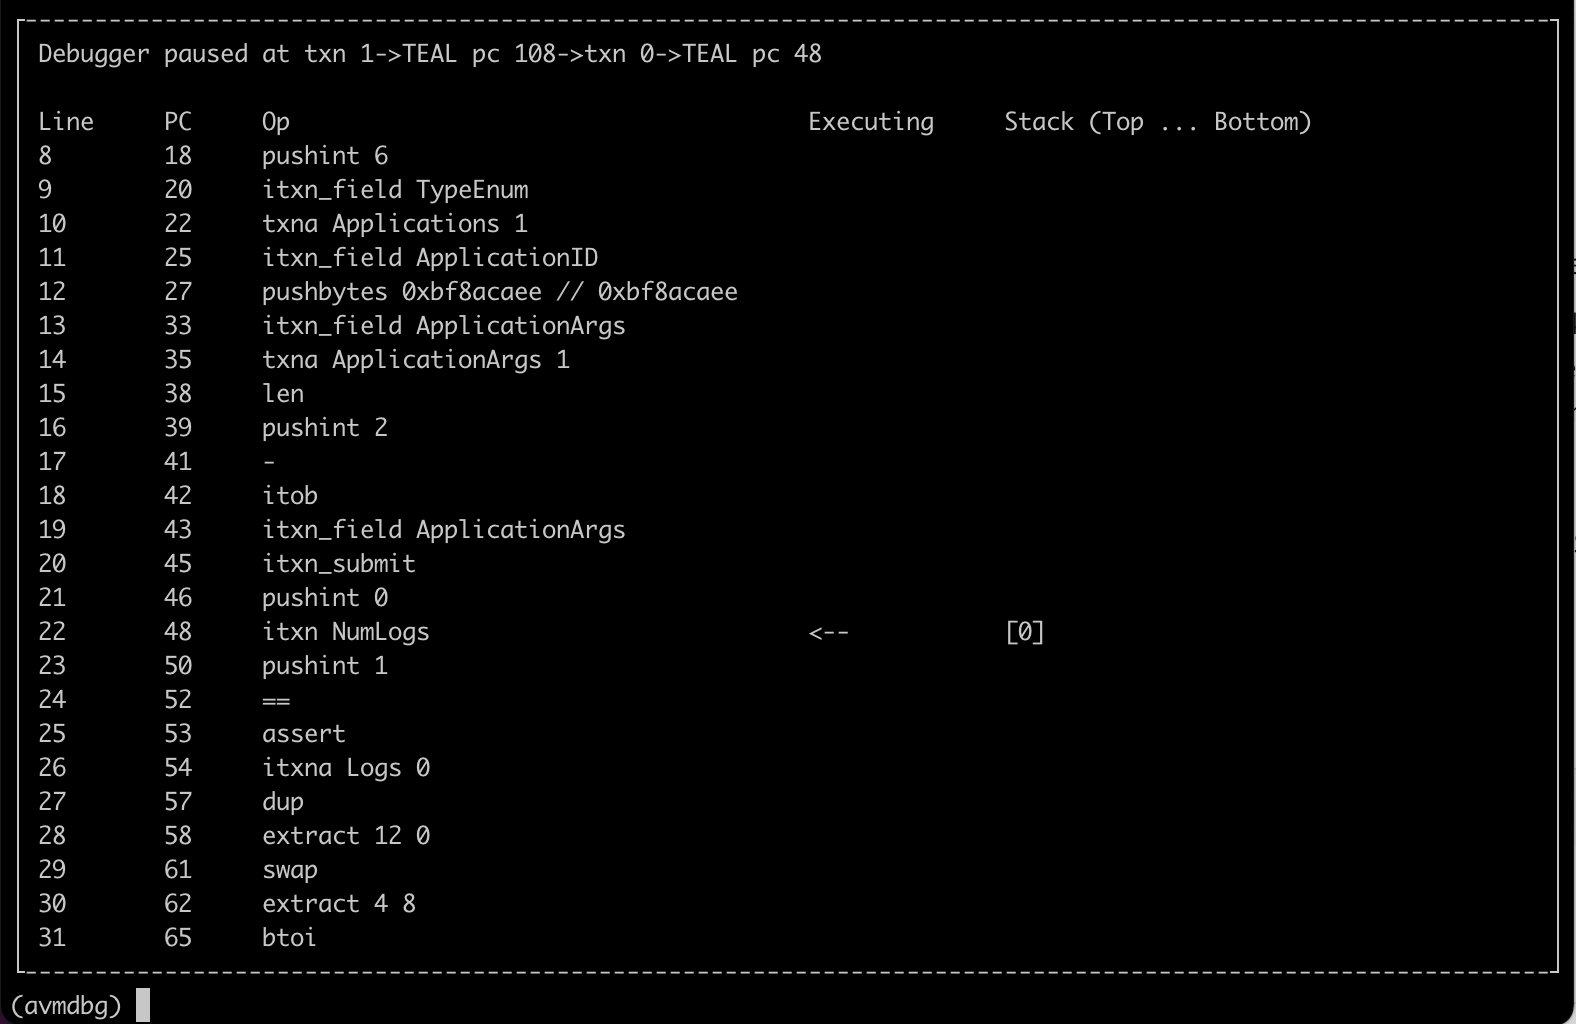 Debugger paused at txn 1->TEAL pc 108->txn 0->TEAL pc 48
Line PC Op Executing Stack (Top ... Bottom)
8 18 pushint 6
9 20 itxn_field TypeEnum
10 22 txna Applications 1
11 25 itxn_field ApplicationID
12 27 pushbytes 0xbf8acaee // 0xbf8acaee
13 33 itxn_field ApplicationArgs
14 35 txna ApplicationArgs 1
15 38 len
16 39 pushint 2
17 41 -
18 42 itob
19 43 itxn_field ApplicationArgs
20 45 itxn_submit
21 46 pushint 0
22 48 itxn NumLogs <-- [0]
23 50 pushint 1
24 52 ==
25 53 assert
26 54 itxna Logs 0
27 57 dup
28 58 extract 12 0
29 61 swap
30 62 extract 4 8
31 65 btoi
(avmdbg)